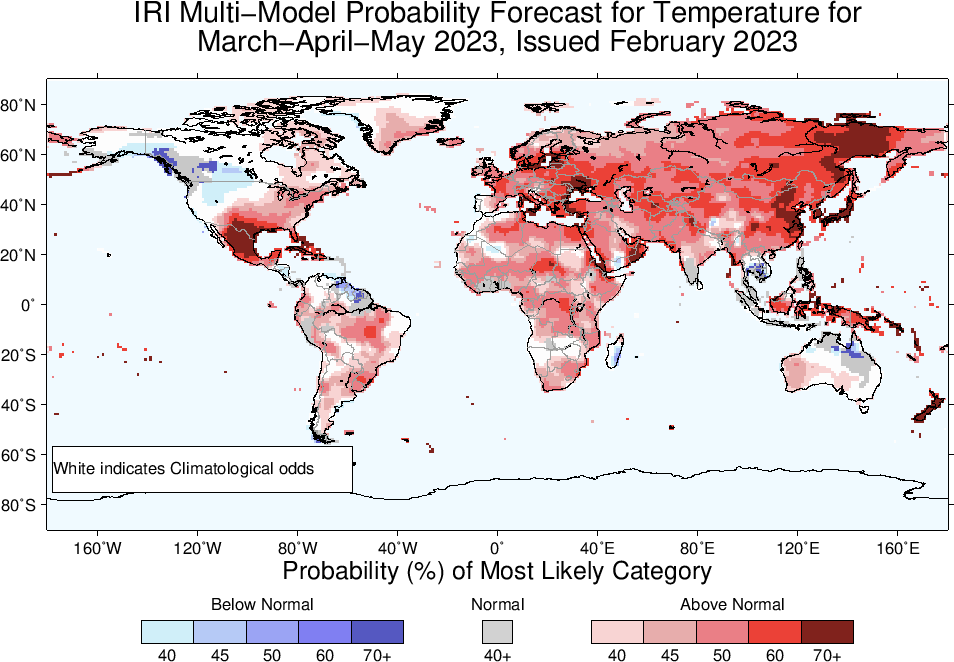 IRI Multi−Model Probability Forecast for Temperature for
March−April−May 2023, Issued February 2023
80˚N
60˚N
40˚N
20˚N
0˚
20˚S
40˚S
60˚S
80˚S
White indicates Climatological odds
160˚W 120˚W 80˚W 40˚W 0˚ 40˚E 80˚E 120˚E 160˚E
Probability (%) of Most Likely Category
Below Normal Normal Above Normal
40 45 50 60 70+ 40+ 40 45 50 60 70+